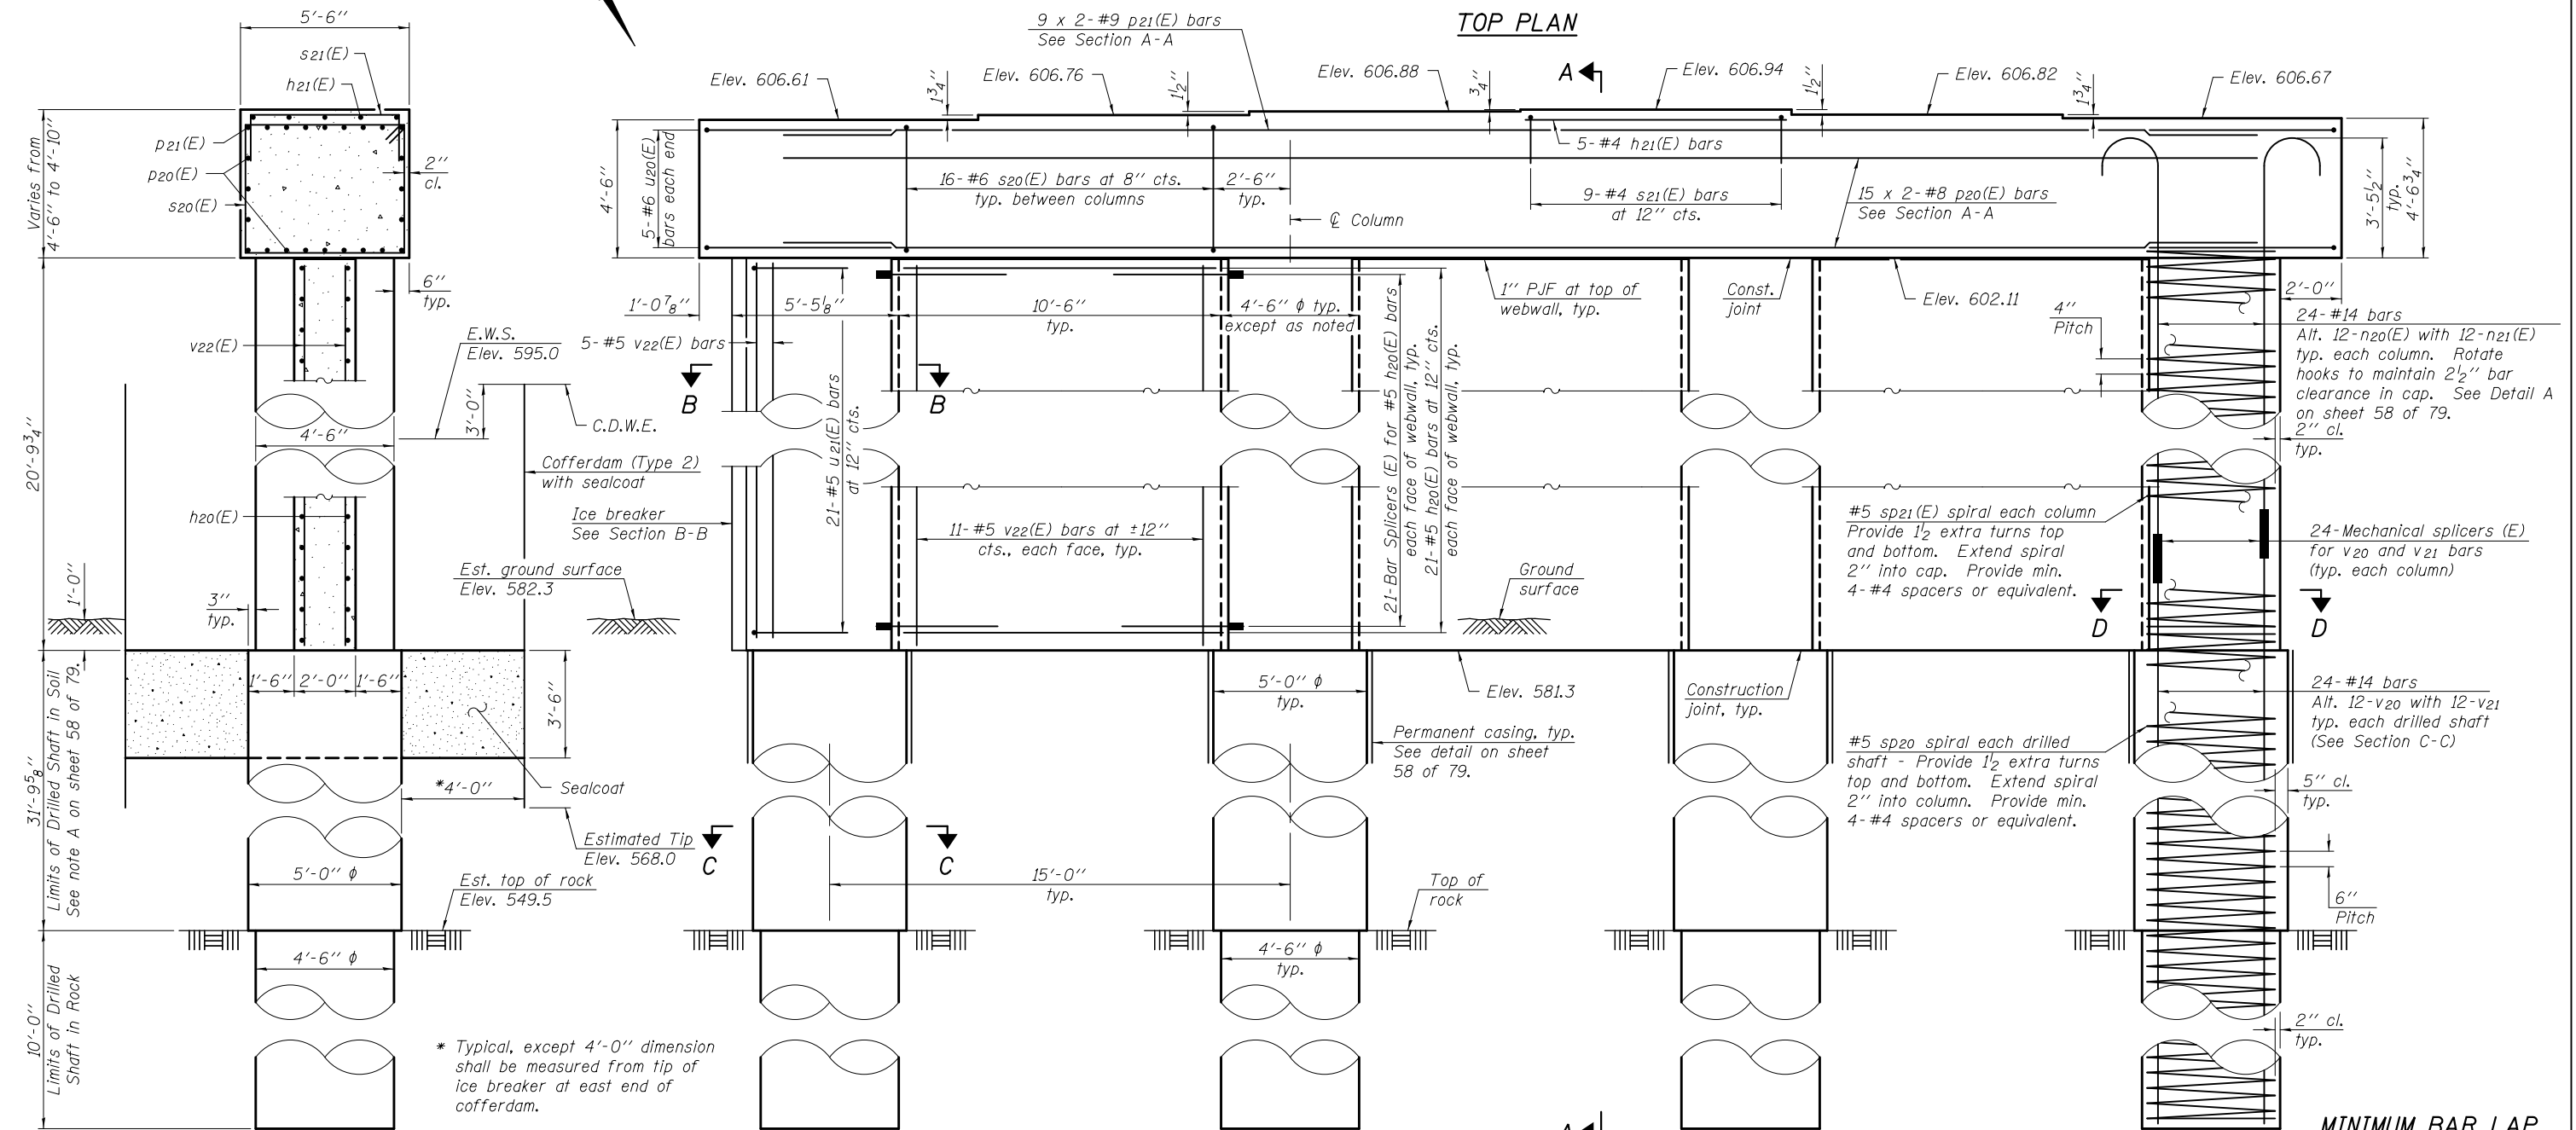 TOP PLAN
5'-6"
s21(E)
h21(E)
p21(E)
p20(E)
s20(E)
2"
cl.
Varies from
4'-6" to 4'-10"
6"
typ.
v22(E)
E.W.S.
Elev. 595.0
3'-0"
C.D.W.E.
4'-6"
20'-9¾"
Cofferdam (Type 2)
with sealcoat
h20(E)
Ice breaker
See Section B-B
Est. ground surface
Elev. 582.3
1'-0"
3"
typ.
1'-6"
2'-0"
1'-6"
3'-6"
Sealcoat
*4'-0"
Estimated Tip
Elev. 568.0
31'-9⅝"
Limits of Drilled Shaft in Soil
See note A on sheet 58 of 79.
5'-0" ϕ
Est. top of rock
Elev. 549.5
4'-6" ϕ
10'-0"
Limits of Drilled
Shaft in Rock
* Typical, except 4'-0" dimension
shall be measured from tip of
ice breaker at east end of
cofferdam.
9 x 2-#9 p21(E) bars
See Section A-A
Elev. 606.61
1¾"
Elev. 606.76
1½"
Elev. 606.88
¾"
A
Elev. 606.94
1½"
Elev. 606.82
1¾"
Elev. 606.67
4'-6"
5-#6 u20(E)
bars each end
16-#6 s20(E) bars at 8" cts.
typ. between columns
2'-6"
typ.
℄ Column
5-#4 h21(E) bars
9-#4 s21(E) bars
at 12" cts.
15 x 2-#8 p20(E) bars
See Section A-A
3'-5½"
typ.
4'-6¾"
1'-0⅞"
5'-5⅛"
10'-6"
typ.
4'-6" ϕ typ.
except as noted
1" PJF at top of
webwall, typ.
Const.
joint
Elev. 602.11
4"
Pitch
2'-0"
5-#5 v22(E) bars
B
B
21-#5 u21(E) bars
at 12" cts.
11-#5 v22(E) bars at ±12"
cts., each face, typ.
21-Bar Splicers (E) for #5 h20(E) bars
each face of webwall, typ.
21-#5 h20(E) bars at 12" cts.
each face of webwall, typ.
24-#14 bars
Alt. 12-n20(E) with 12-n21(E)
typ. each column. Rotate
hooks to maintain 2½" bar
clearance in cap. See Detail A
on sheet 58 of 79.
2" cl.
typ.
#5 sp21(E) spiral each column
Provide 1½ extra turns top
and bottom. Extend spiral
2" into cap. Provide min.
4-#4 spacers or equivalent.
24-Mechanical splicers (E)
for v20 and v21 bars
(typ. each column)
Ground
surface
D
D
5'-0" ϕ
typ.
Elev. 581.3
Construction
joint, typ.
Permanent casing, typ.
See detail on sheet
58 of 79.
24-#14 bars
Alt. 12-v20 with 12-v21
typ. each drilled shaft
(See Section C-C)
#5 sp20 spiral each drilled
shaft - Provide 1½ extra turns
top and bottom. Extend spiral
2" into column. Provide min.
4-#4 spacers or equivalent.
5" cl.
typ.
C
C
15'-0"
typ.
Top of
rock
6"
Pitch
4'-6" ϕ
typ.
2" cl.
typ.
A
MINIMUM BAR LAP